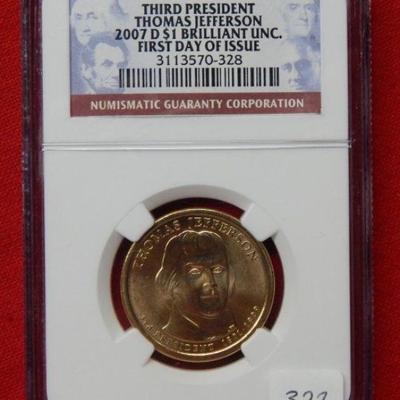 THIRD PRESIDENT
THOMAS JEFFERSON
2007 D $1 BRILLIANT UNC.
FIRST DAY OF ISSUE
3113570-328
NUMISMATIC GUARANTY CORPORATION
THOMAS JEFFERSON
PRESIDENT